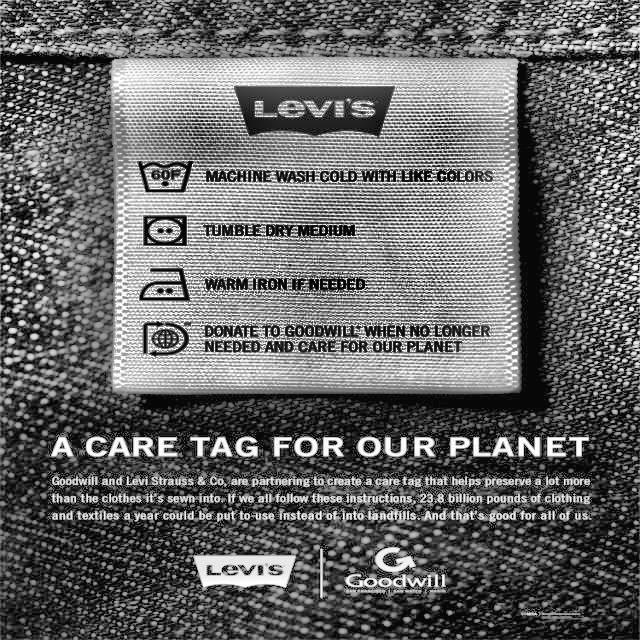 LEVI'S
60F
MACHINE WASH COLD WITH LIKE COLORS
TUMBLE DRY MEDIUM
WARM IRON IF NEEDED
DONATE TO GOODWILL® WHEN NO LONGER
NEEDED AND CARE FOR OUR PLANET
A CARE TAG FOR OUR PLANET
Goodwill and Levi Strauss & Co, are partnering to create a care tag that helps preserve a lot more
than the clothes it's sewn into. If we all follow these instructions, 23.8 billion pounds of clothing
and textiles a year could be put to use instead of into landfills. And that's good for all of us.
LEVI'S
Goodwill